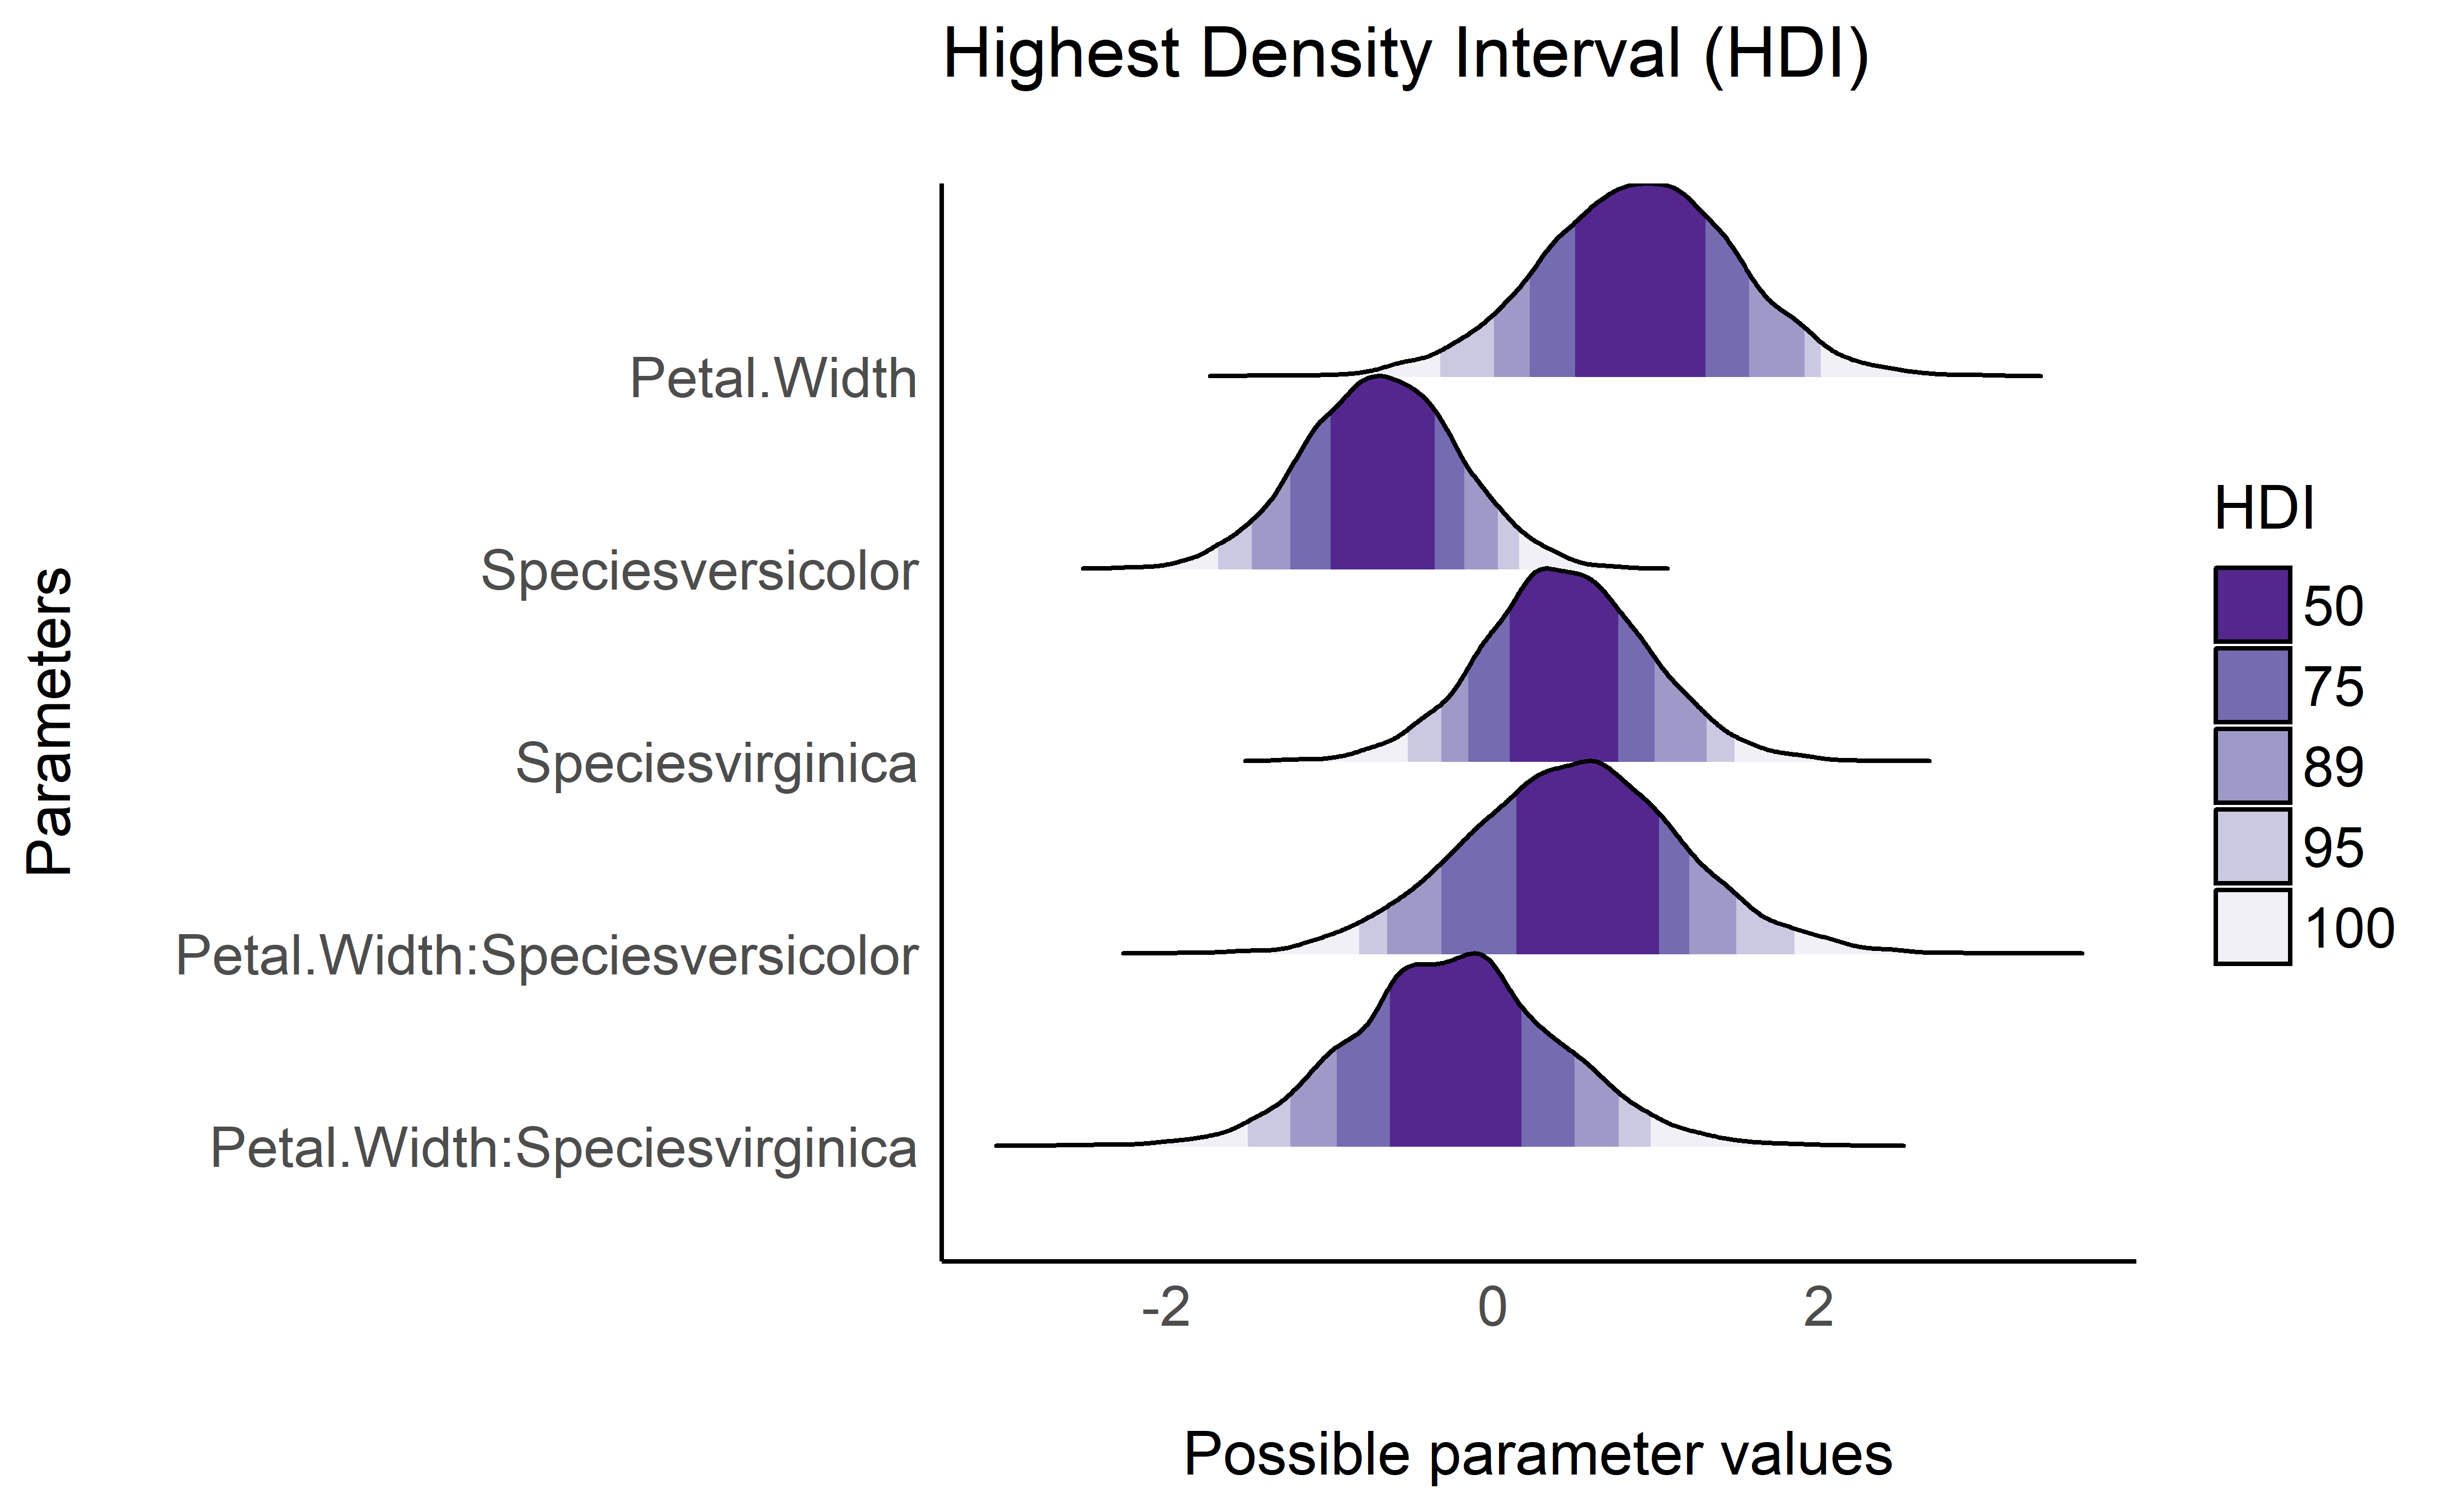 Highest Density Interval (HDI)
Parameters
Petal.Width
Speciesversicolor
Speciesvirginica
Petal.Width:Speciesversicolor
Petal.Width:Speciesvirginica
-2 0 2
Possible parameter values
HDI
50
75
89
95
100